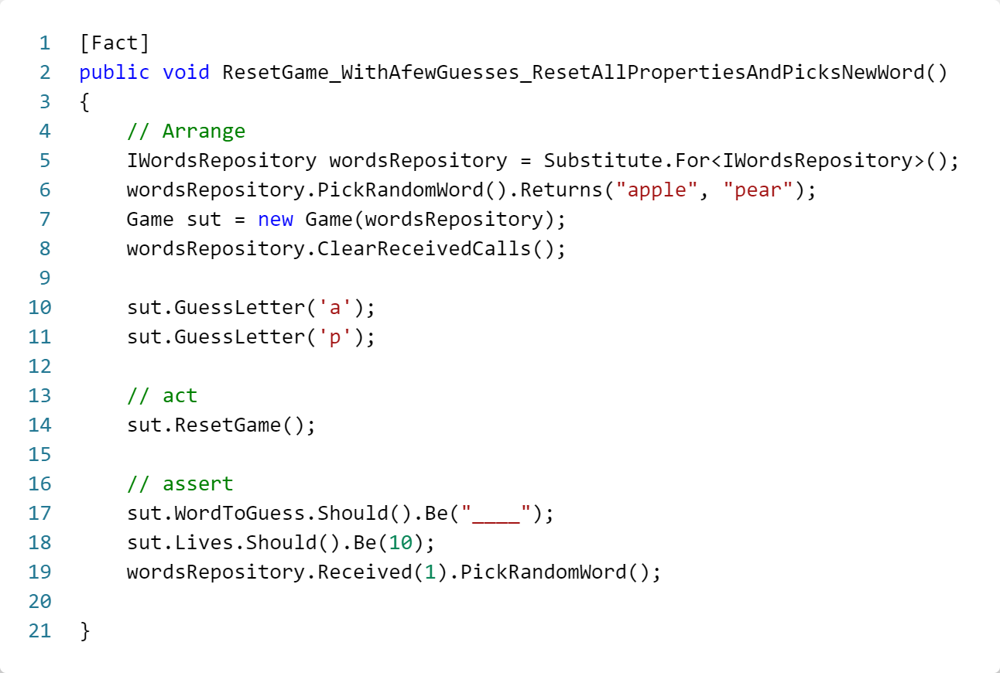 1 [Fact]
2 public void ResetGame_WithAfewGuesses_ResetAllPropertiesAndPicksNewWord()
3 {
4     // Arrange
5     IWordsRepository wordsRepository = Substitute.For<IWordsRepository>();
6     wordsRepository.PickRandomWord().Returns("apple", "pear");
7     Game sut = new Game(wordsRepository);
8     wordsRepository.ClearReceivedCalls();
9
10     sut.GuessLetter('a');
11     sut.GuessLetter('p');
12
13     // act
14     sut.ResetGame();
15
16     // assert
17     sut.WordToGuess.Should().Be("____");
18     sut.Lives.Should().Be(10);
19     wordsRepository.Received(1).PickRandomWord();
20
21 }